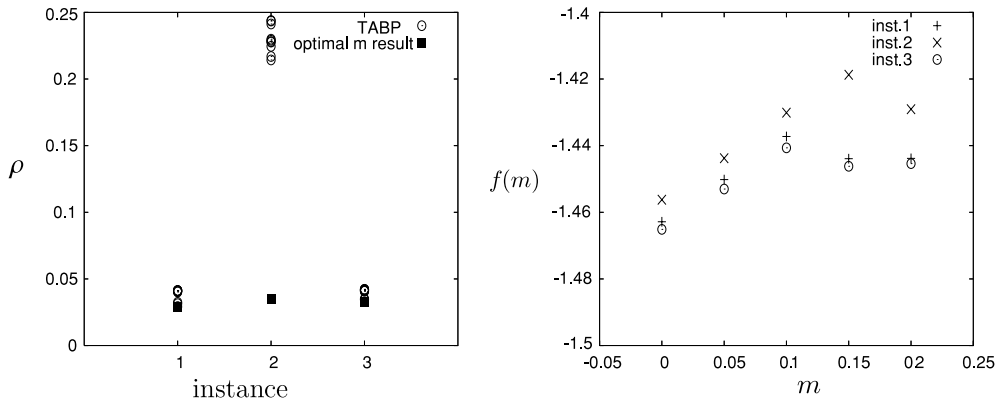 0.25
0.2
0.15
0.1
0.05
0
ρ
TABP
optimal m result
1 2 3
instance
-1.4
-1.42
-1.44
-1.46
-1.48
-1.5
f(m)
inst.1
inst.2
inst.3
-0.05 0 0.05 0.1 0.15 0.2 0.25
m